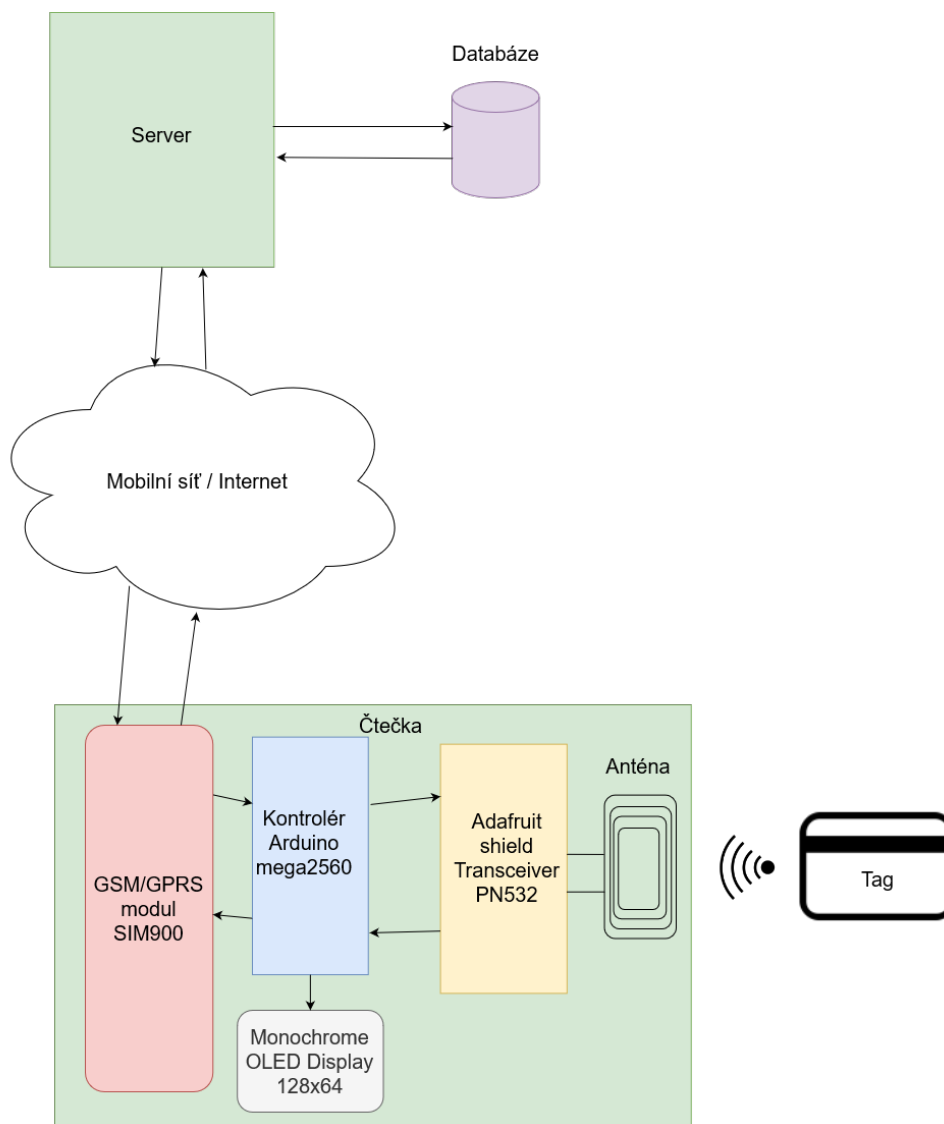 Databáze
Server
Mobilní síť / Internet
Čtečka
Anténa
Kontrolér
Arduino
mega2560
Adafruit
shield
Transceiver
PN532
GSM/GPRS
modul
SIM900
Tag
Monochrome
OLED Display
128x64